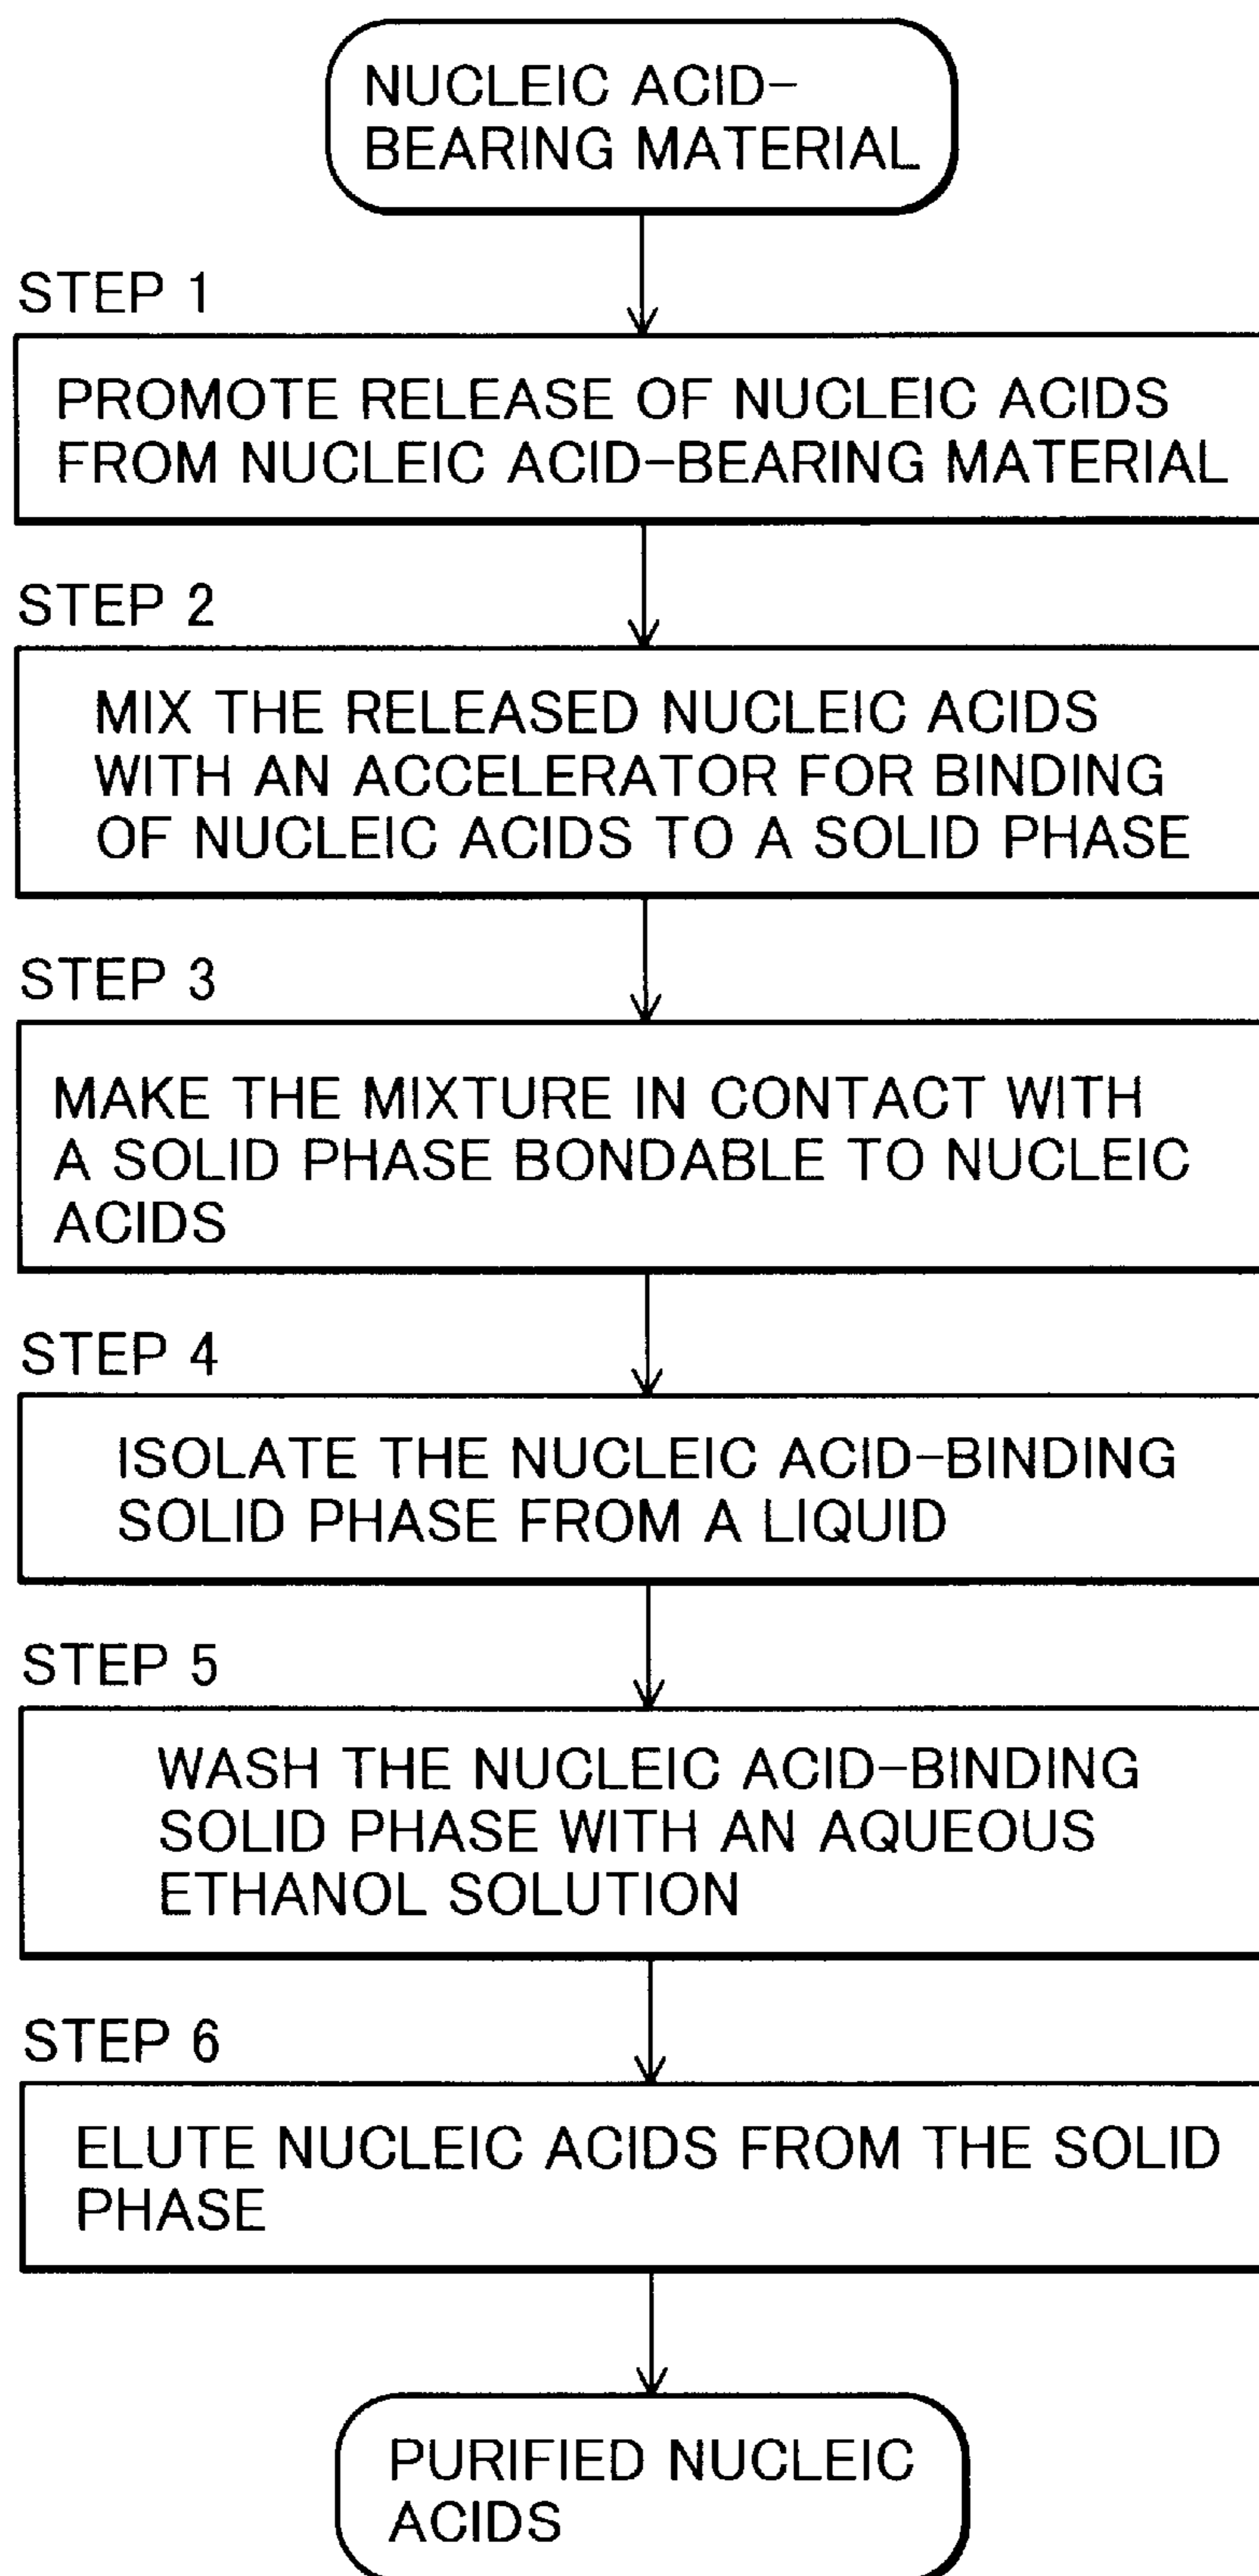 NUCLEIC ACID-
BEARING MATERIAL
STEP 1
PROMOTE RELEASE OF NUCLEIC ACIDS
FROM NUCLEIC ACID-BEARING MATERIAL
STEP 2
MIX THE RELEASED NUCLEIC ACIDS
WITH AN ACCELERATOR FOR BINDING
OF NUCLEIC ACIDS TO A SOLID PHASE
STEP 3
MAKE THE MIXTURE IN CONTACT WITH
A SOLID PHASE BONDABLE TO NUCLEIC
ACIDS
STEP 4
ISOLATE THE NUCLEIC ACID-BINDING
SOLID PHASE FROM A LIQUID
STEP 5
WASH THE NUCLEIC ACID-BINDING
SOLID PHASE WITH AN AQUEOUS
ETHANOL SOLUTION
STEP 6
ELUTE NUCLEIC ACIDS FROM THE SOLID
PHASE
PURIFIED NUCLEIC
ACIDS